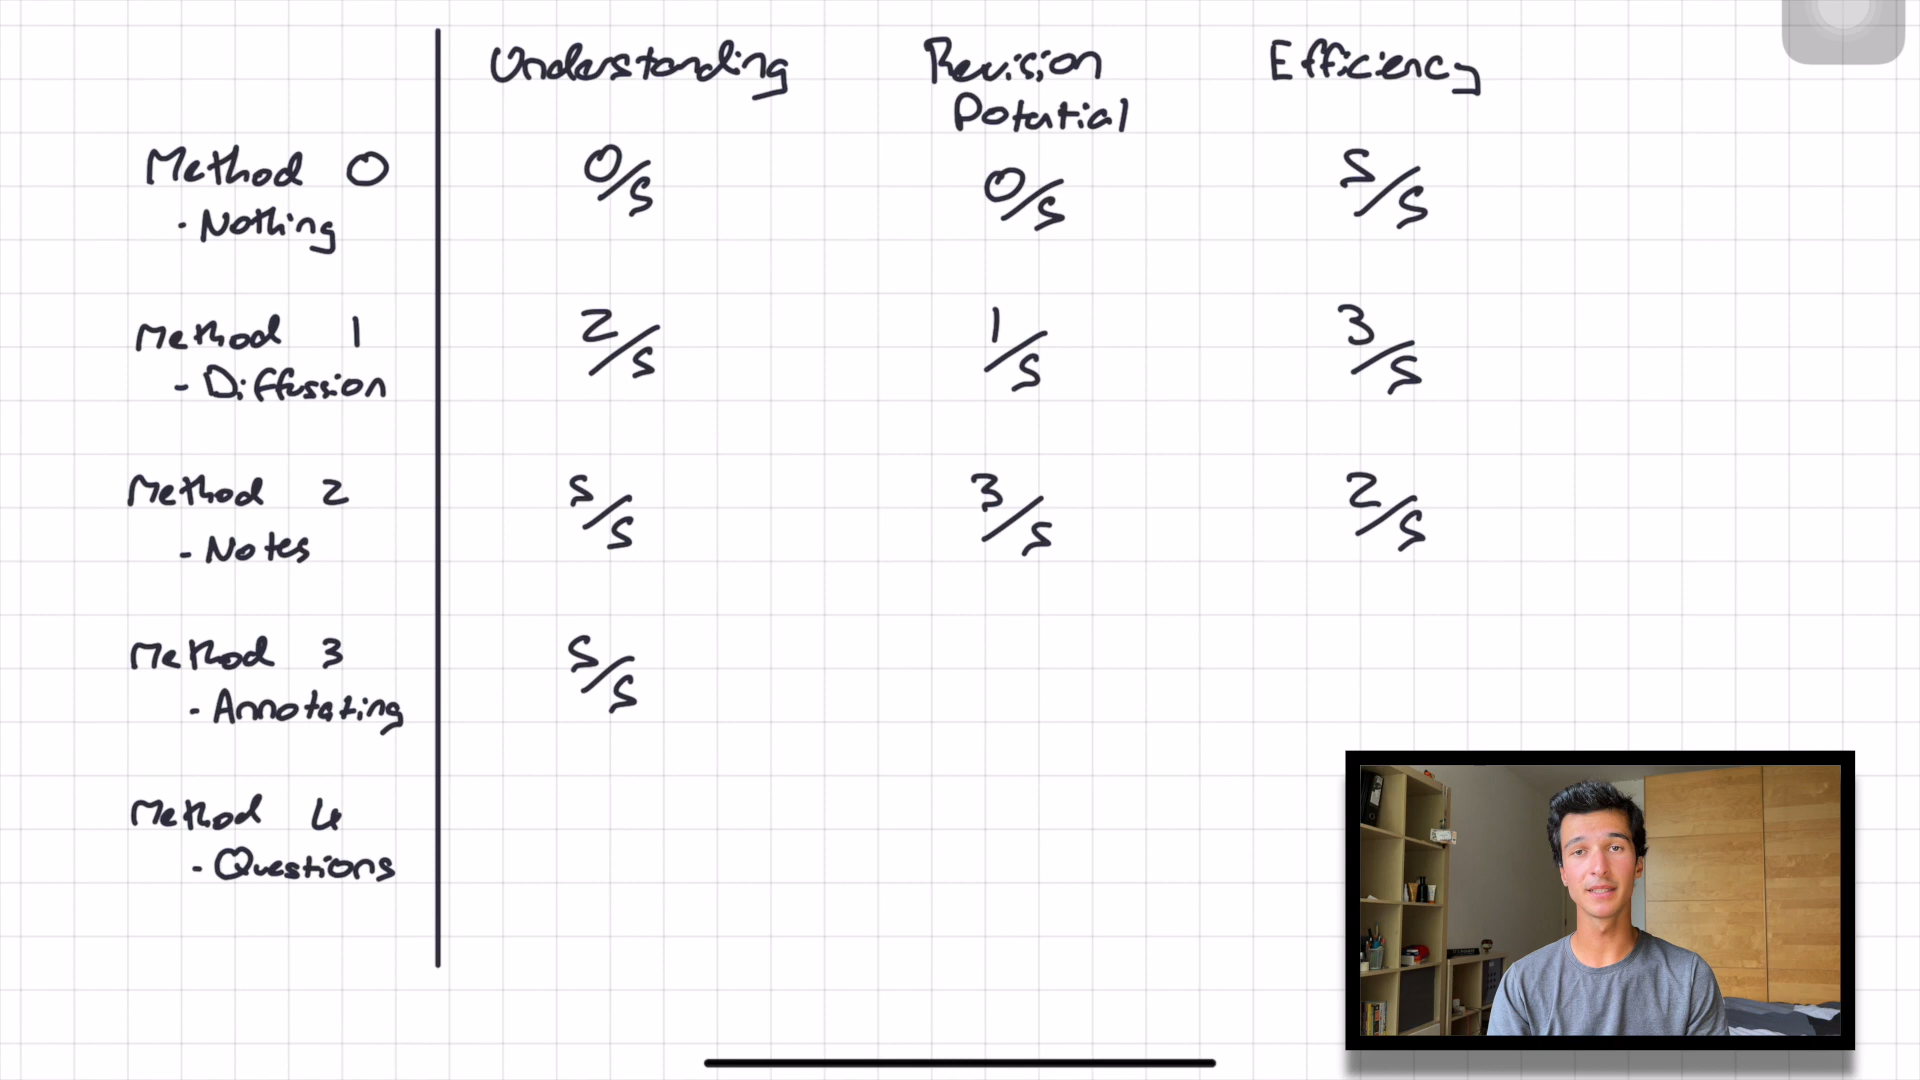 Understanding Revision Efficiency
Potential
Method 0 0/5 0/5 5/5
- Nothing
Method 1 2/5 1/5 3/5
- Diffussion
Method 2 5/5 3/5 2/5
- Notes
Method 3 5/5
- Annotating
Method 4
- Questions